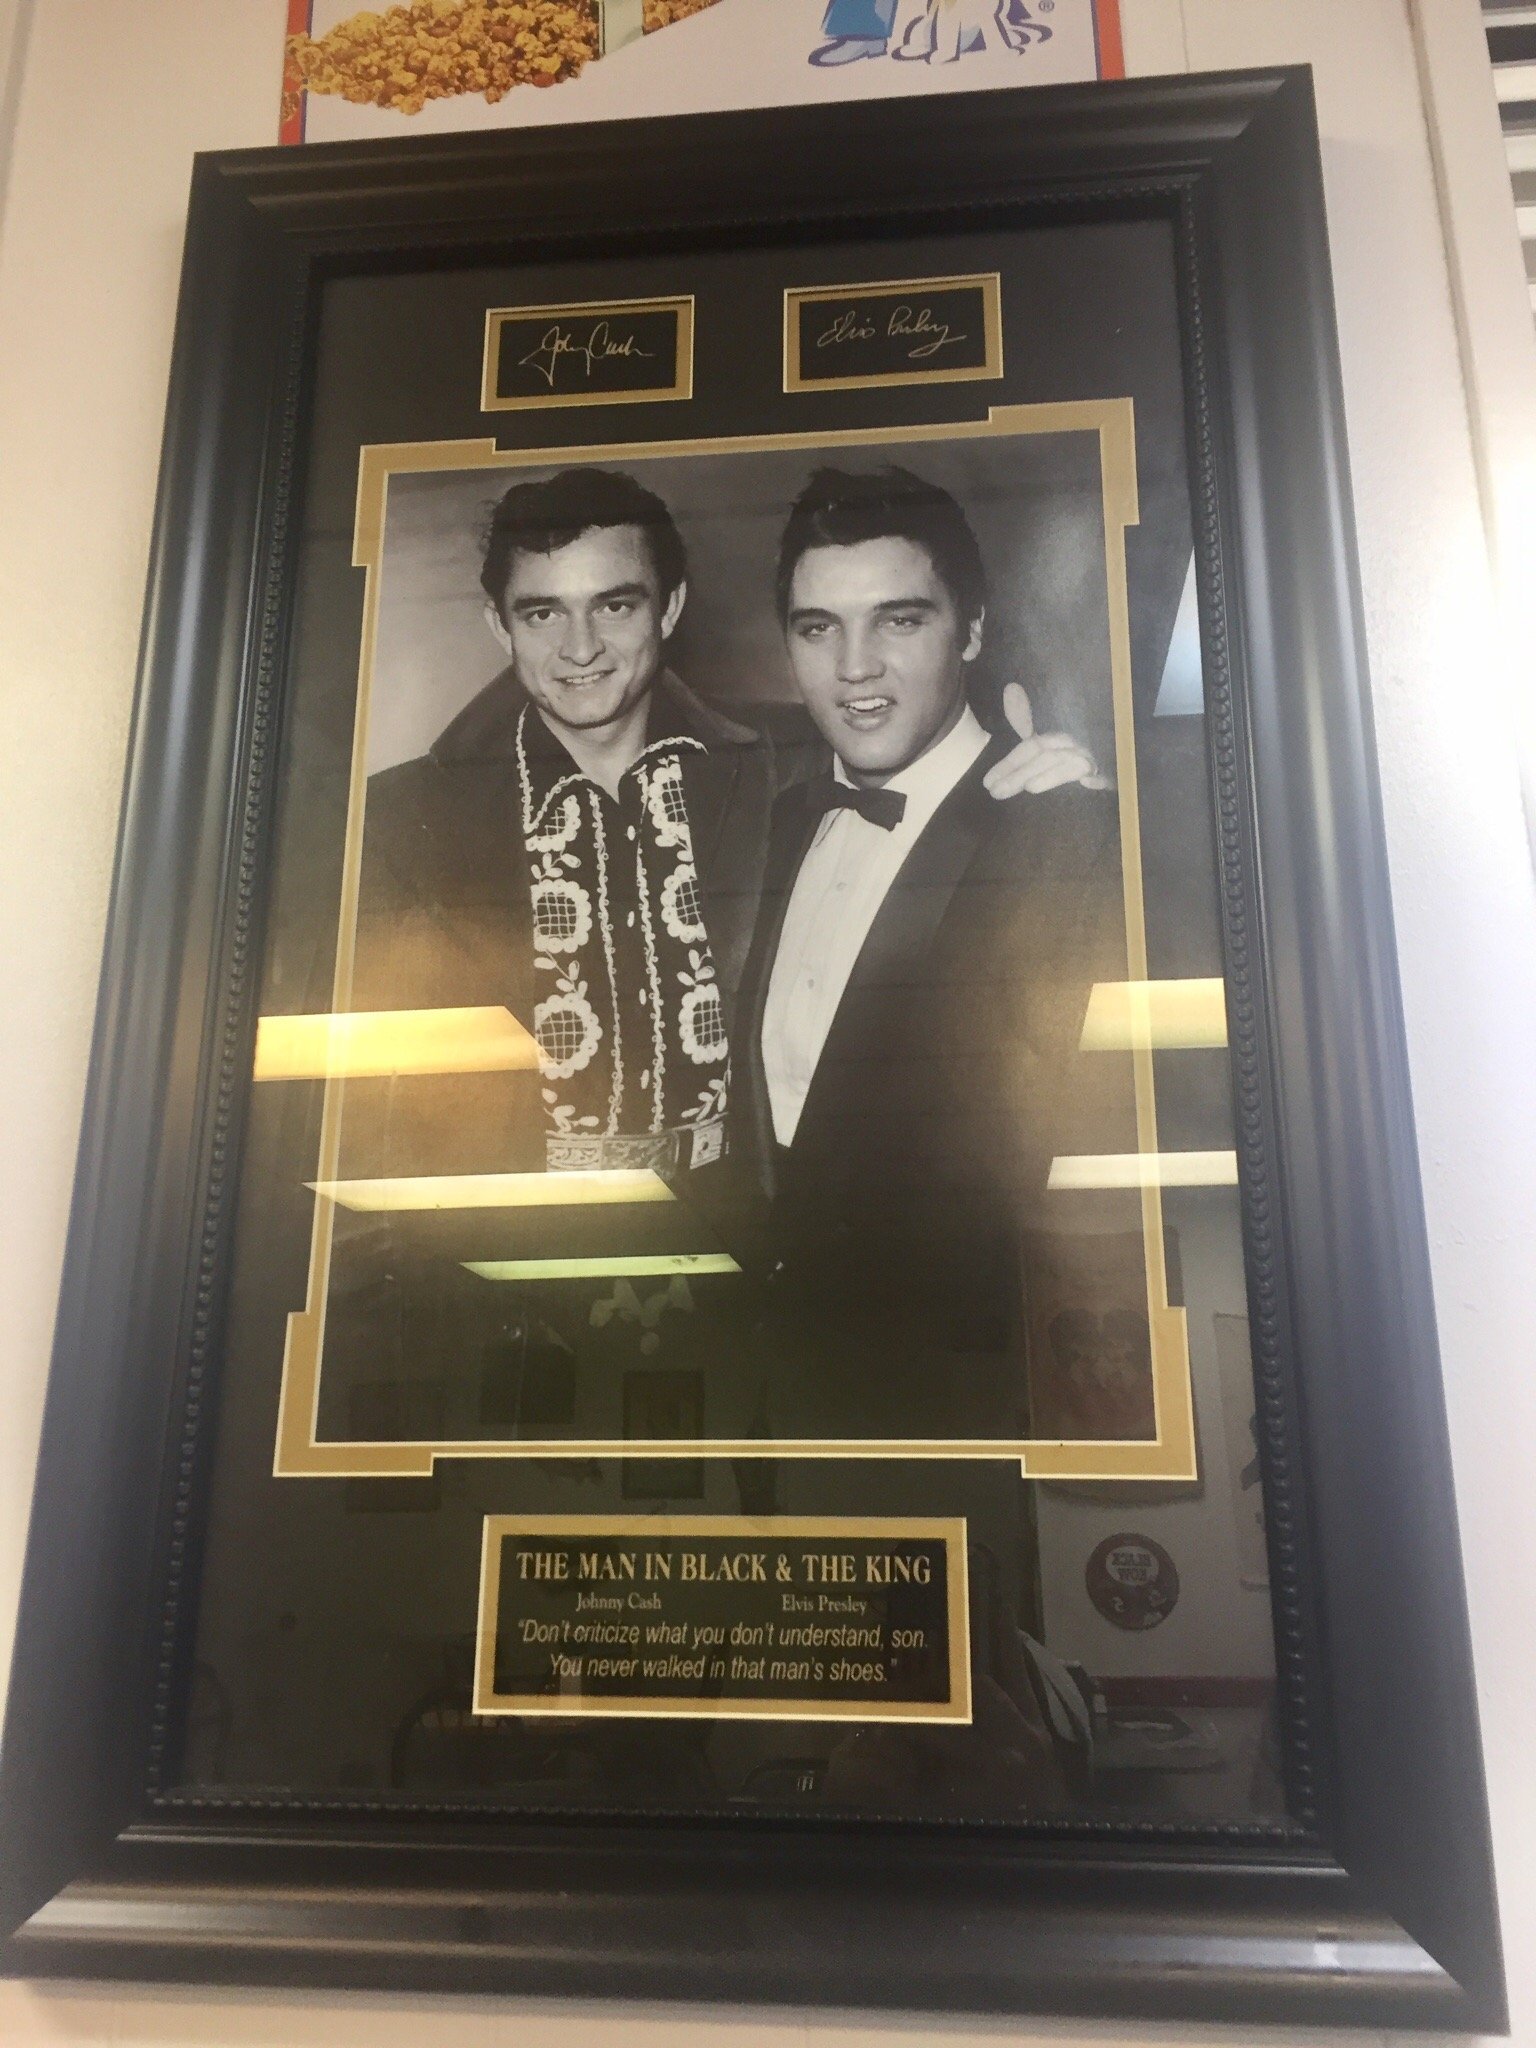 ®
Johnny Cash Elvis Presley
THE MAN IN BLACK & THE KING
Johnny Cash Elvis Presley
"Don't criticize what you don't understand, son.
You never walked in that man's shoes."